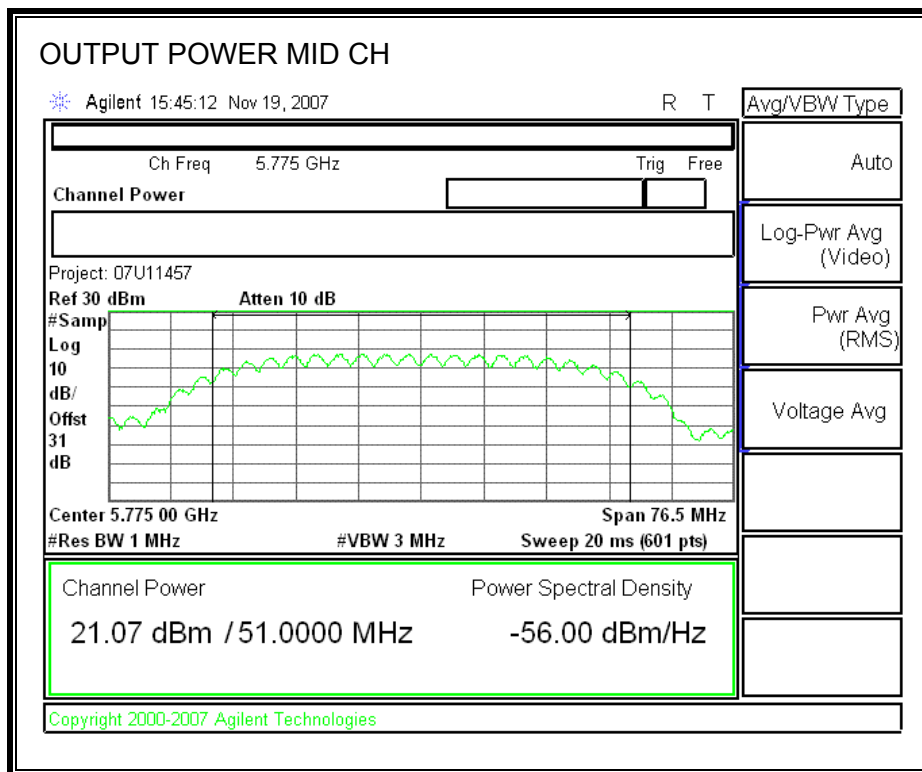 OUTPUT POWER MID CH
Agilent 15:45:12 Nov 19, 2007 R T
Avg/VBW Type
Ch Freq 5.775 GHz Trig Free
Auto
Channel Power
Log-Pwr Avg
(Video)
Project: 07U11457
Ref 30 dBm Atten 10 dB
#Samp
Log
10
dB/
Offst
31
dB
Pwr Avg
(RMS)
Voltage Avg
Center 5.775 00 GHz Span 76.5 MHz
#Res BW 1 MHz #VBW 3 MHz Sweep 20 ms (601 pts)
Channel Power Power Spectral Density
21.07 dBm / 51.0000 MHz -56.00 dBm/Hz
Copyright 2000-2007 Agilent Technologies